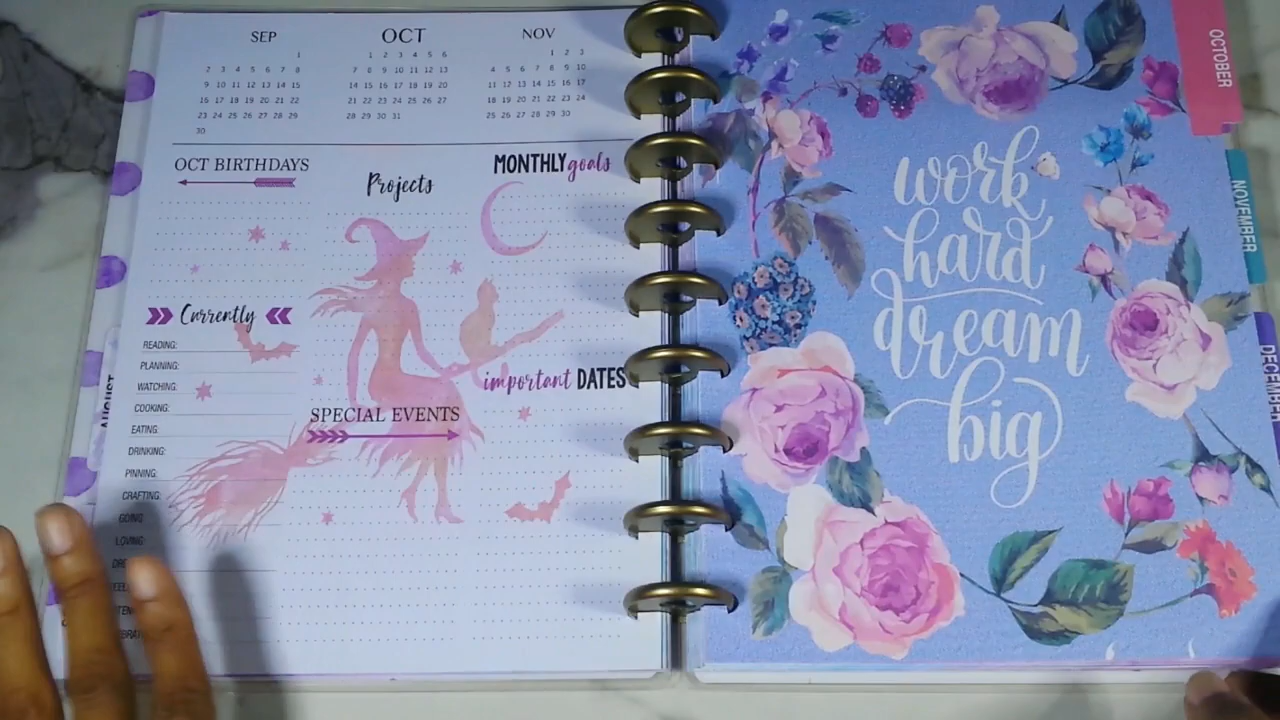 SEP
1
2 3 4 5 6 7 8
9 10 11 12 13 14 15
16 17 18 19 20 21 22
23 24 25 26 27 28 29
30
OCT
1 2 3 4 5 6
7 8 9 10 11 12 13
14 15 16 17 18 19 20
21 22 23 24 25 26 27
28 29 30 31
NOV
1 2 3
4 5 6 7 8 9 10
11 12 13 14 15 16 17
18 19 20 21 22 23 24
25 26 27 28 29 30
OCT BIRTHDAYS
Projects
MONTHLY goals
Currently
READING:
PLANNING:
WATCHING:
COOKING:
EATING:
DRINKING:
PINNING:
CRAFTING:
GOING
LOVING:
important DATES
SPECIAL EVENTS
AUGUST
work
hard
dream
big
OCTOBER
NOVEMBER
DECEMBER